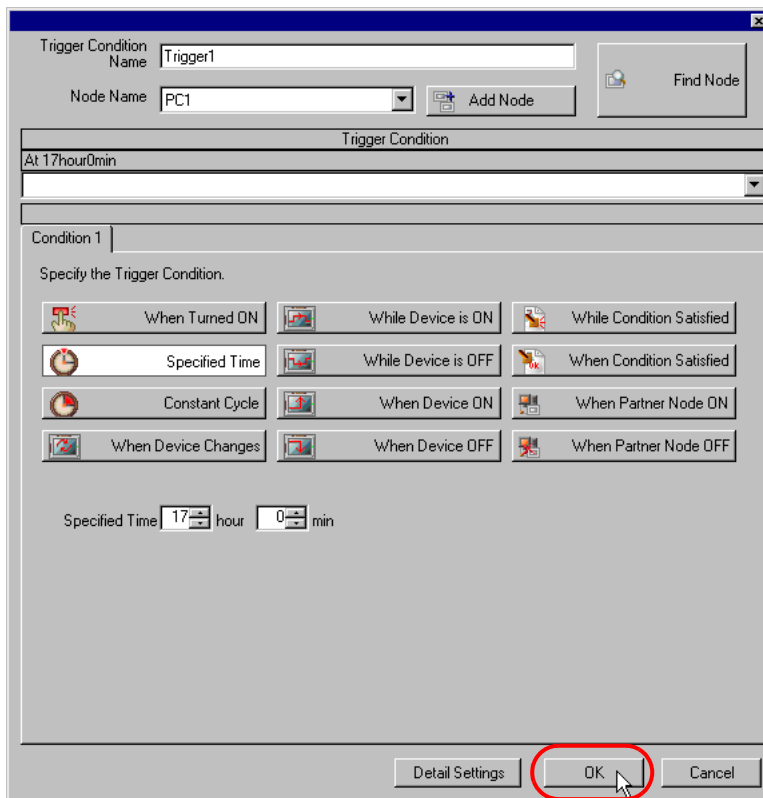 Trigger Condition
Name
Trigger1
Find Node
Node Name
PC1
Add Node
Trigger Condition
At 17hour0min
Condition 1
Specify the Trigger Condition.
When Turned ON
While Device is ON
While Condition Satisfied
Specified Time
While Device is OFF
When Condition Satisfied
Constant Cycle
When Device ON
When Partner Node ON
When Device Changes
When Device OFF
When Partner Node OFF
Specified Time 17 hour 0 min
Detail Settings
OK
Cancel